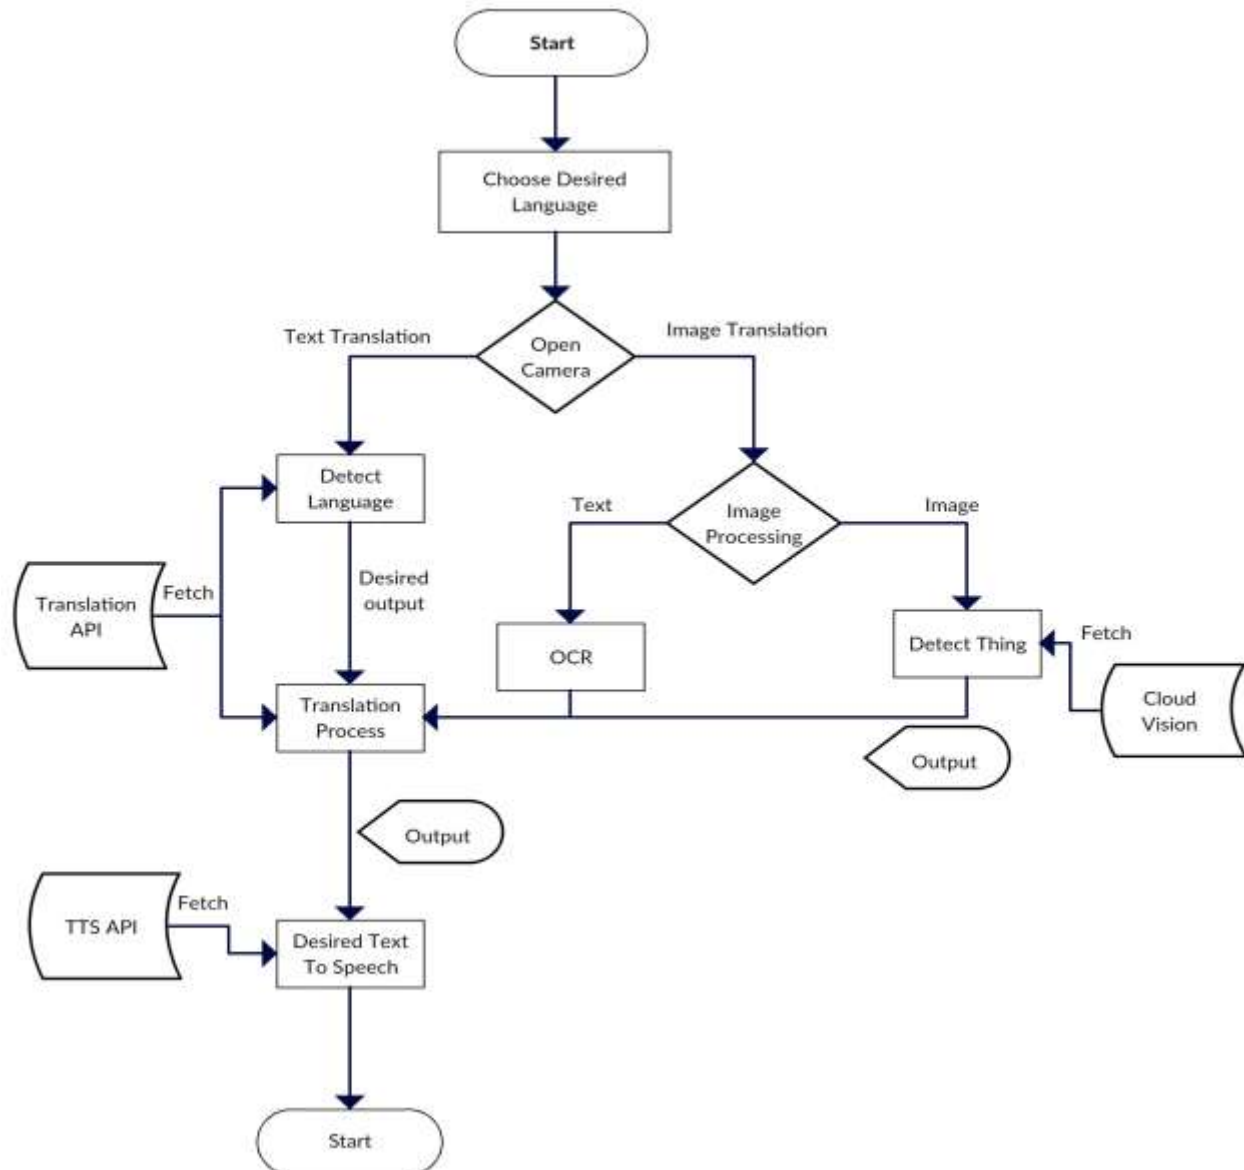 Start
Choose Desired
Language
Text Translation
Image Translation
Open
Camera
Detect
Language
Text
Image
Processing
Image
Translation
API
Fetch
Desired
output
OCR
Detect Thing
Fetch
Translation
Process
Cloud
Vision
Output
Output
TTS API
Fetch
Desired Text
To Speech
Start